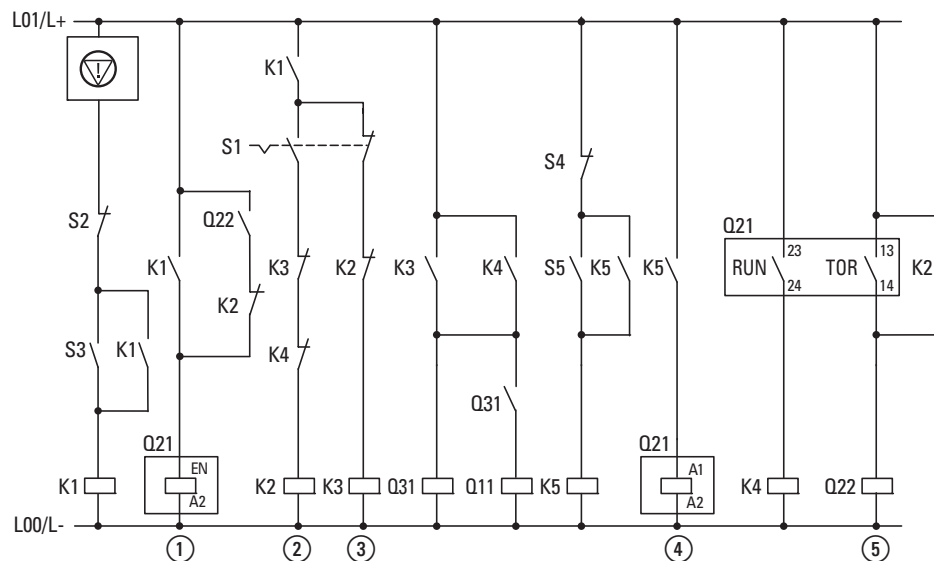 L01/L+
!
K1
S1
S4
S2
Q22
Q21
K1
K3
K2
K3
K4
S5
K5
K5
RUN
23
24
TOR
13
14
K2
K2
S3
K1
K4
Q31
Q21
EN
A2
Q21
A1
A2
K1
K2
K3
Q31
Q11
K5
K4
Q22
L00/L-
1
2
3
4
5